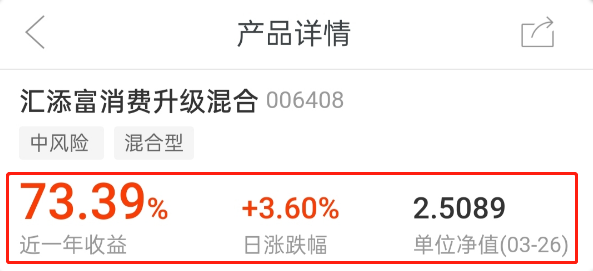 产品详情
汇添富消费升级混合 006408
中风险 混合型
73.39% +3.60% 2.5089
近一年收益 日涨跌幅 单位净值(03-26)